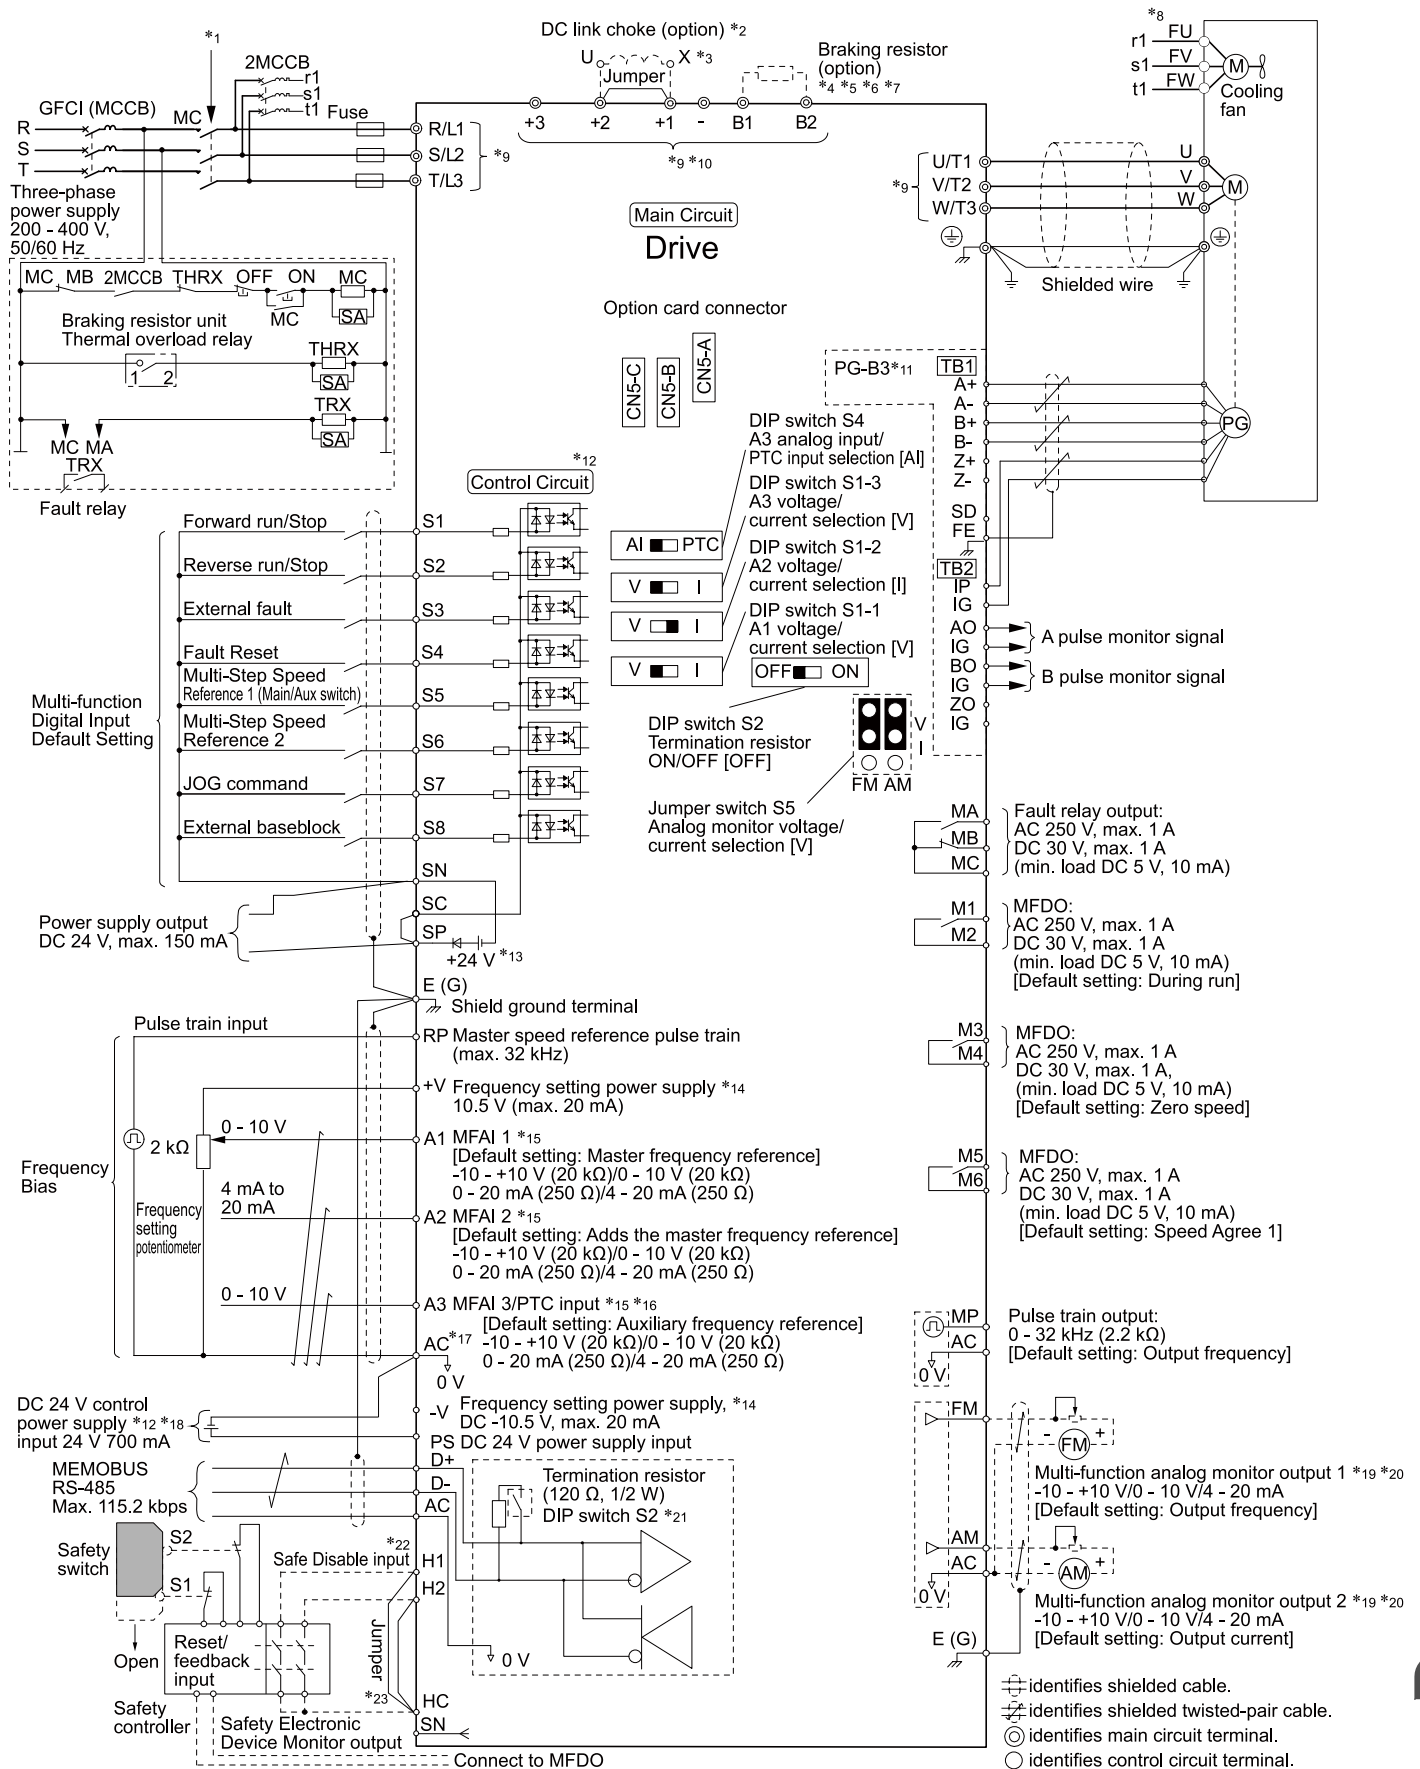 *1
2MCCB
r1
s1
t1
GFCI (MCCB)
MC
Fuse
R
S
T
Three-phase
power supply
200 - 400 V,
50/60 Hz
R/L1
S/L2
T/L3
*9
DC link choke (option) *2
U
X *3
Jumper
Braking resistor
(option)
*4 *5 *6 *7
+3
+2
+1
-
B1
B2
*9 *10
Main Circuit
Drive
*8
r1
FU
s1
FV
t1
FW
M
Cooling
fan
*9
U/T1
V/T2
W/T3
U
V
W
M
Shielded wire
MC
MB
2MCCB
THRX
OFF
ON
MC
MC
SA
Braking resistor unit
Thermal overload relay
1
2
THRX
SA
TRX
SA
MC
MA
TRX
Fault relay
Option card connector
CN5-C
CN5-B
CN5-A
PG-B3*11
TB1
A+
A-
B+
B-
Z+
Z-
SD
FE
TB2
IP
IG
AO
IG
BO
IG
ZO
IG
PG
A pulse monitor signal
B pulse monitor signal
DIP switch S4
A3 analog input/
PTC input selection [AI]
DIP switch S1-3
A3 voltage/
current selection [V]
DIP switch S1-2
A2 voltage/
current selection [I]
DIP switch S1-1
A1 voltage/
current selection [V]
AI
PTC
V
I
V
I
V
I
OFF
ON
DIP switch S2
Termination resistor
ON/OFF [OFF]
V
I
FM AM
Jumper switch S5
Analog monitor voltage/
current selection [V]
*12
Control Circuit
Multi-function
Digital Input
Default Setting
Forward run/Stop
S1
Reverse run/Stop
S2
External fault
S3
Fault Reset
S4
Multi-Step Speed
Reference 1 (Main/Aux switch)
S5
Multi-Step Speed
Reference 2
S6
JOG command
S7
External baseblock
S8
SN
SC
SP
Power supply output
DC 24 V, max. 150 mA
+24 V *13
E (G)
Shield ground terminal
MA
MB
MC
Fault relay output:
AC 250 V, max. 1 A
DC 30 V, max. 1 A
(min. load DC 5 V, 10 mA)
M1
M2
MFDO:
AC 250 V, max. 1 A
DC 30 V, max. 1 A
(min. load DC 5 V, 10 mA)
[Default setting: During run]
M3
M4
MFDO:
AC 250 V, max. 1 A
DC 30 V, max. 1 A,
(min. load DC 5 V, 10 mA)
[Default setting: Zero speed]
M5
M6
MFDO:
AC 250 V, max. 1 A
DC 30 V, max. 1 A
(min. load DC 5 V, 10 mA)
[Default setting: Speed Agree 1]
Pulse train input
RP Master speed reference pulse train
(max. 32 kHz)
+V Frequency setting power supply *14
10.5 V (max. 20 mA)
Frequency
Bias
2 kΩ
0 - 10 V
Frequency
setting
potentiometer
A1 MFAI 1 *15
[Default setting: Master frequency reference]
-10 - +10 V (20 kΩ)/0 - 10 V (20 kΩ)
0 - 20 mA (250 Ω)/4 - 20 mA (250 Ω)
4 mA to
20 mA
A2 MFAI 2 *15
[Default setting: Adds the master frequency reference]
-10 - +10 V (20 kΩ)/0 - 10 V (20 kΩ)
0 - 20 mA (250 Ω)/4 - 20 mA (250 Ω)
0 - 10 V
A3 MFAI 3/PTC input *15 *16
[Default setting: Auxiliary frequency reference]
-10 - +10 V (20 kΩ)/0 - 10 V (20 kΩ)
0 - 20 mA (250 Ω)/4 - 20 mA (250 Ω)
AC*17
0 V
DC 24 V control
power supply *12 *18
input 24 V 700 mA
-V
Frequency setting power supply, *14
DC -10.5 V, max. 20 mA
PS DC 24 V power supply input
MEMOBUS
RS-485
Max. 115.2 kbps
D+
D-
AC
Termination resistor
(120 Ω, 1/2 W)
DIP switch S2 *21
0 V
Safety
switch
S2
S1
Open
*22
Safe Disable input
H1
H2
Jumper
*23
HC
SN
Reset/
feedback
input
Safety
controller
Safety Electronic
Device Monitor output
Connect to MFDO
MP
AC
0 V
Pulse train output:
0 - 32 kHz (2.2 kΩ)
[Default setting: Output frequency]
FM
-
+
FM
Multi-function analog monitor output 1 *19 *20
-10 - +10 V/0 - 10 V/4 - 20 mA
[Default setting: Output frequency]
AM
AC
0 V
-
+
AM
Multi-function analog monitor output 2 *19 *20
-10 - +10 V/0 - 10 V/4 - 20 mA
[Default setting: Output current]
E (G)
identifies shielded cable.
identifies shielded twisted-pair cable.
identifies main circuit terminal.
identifies control circuit terminal.